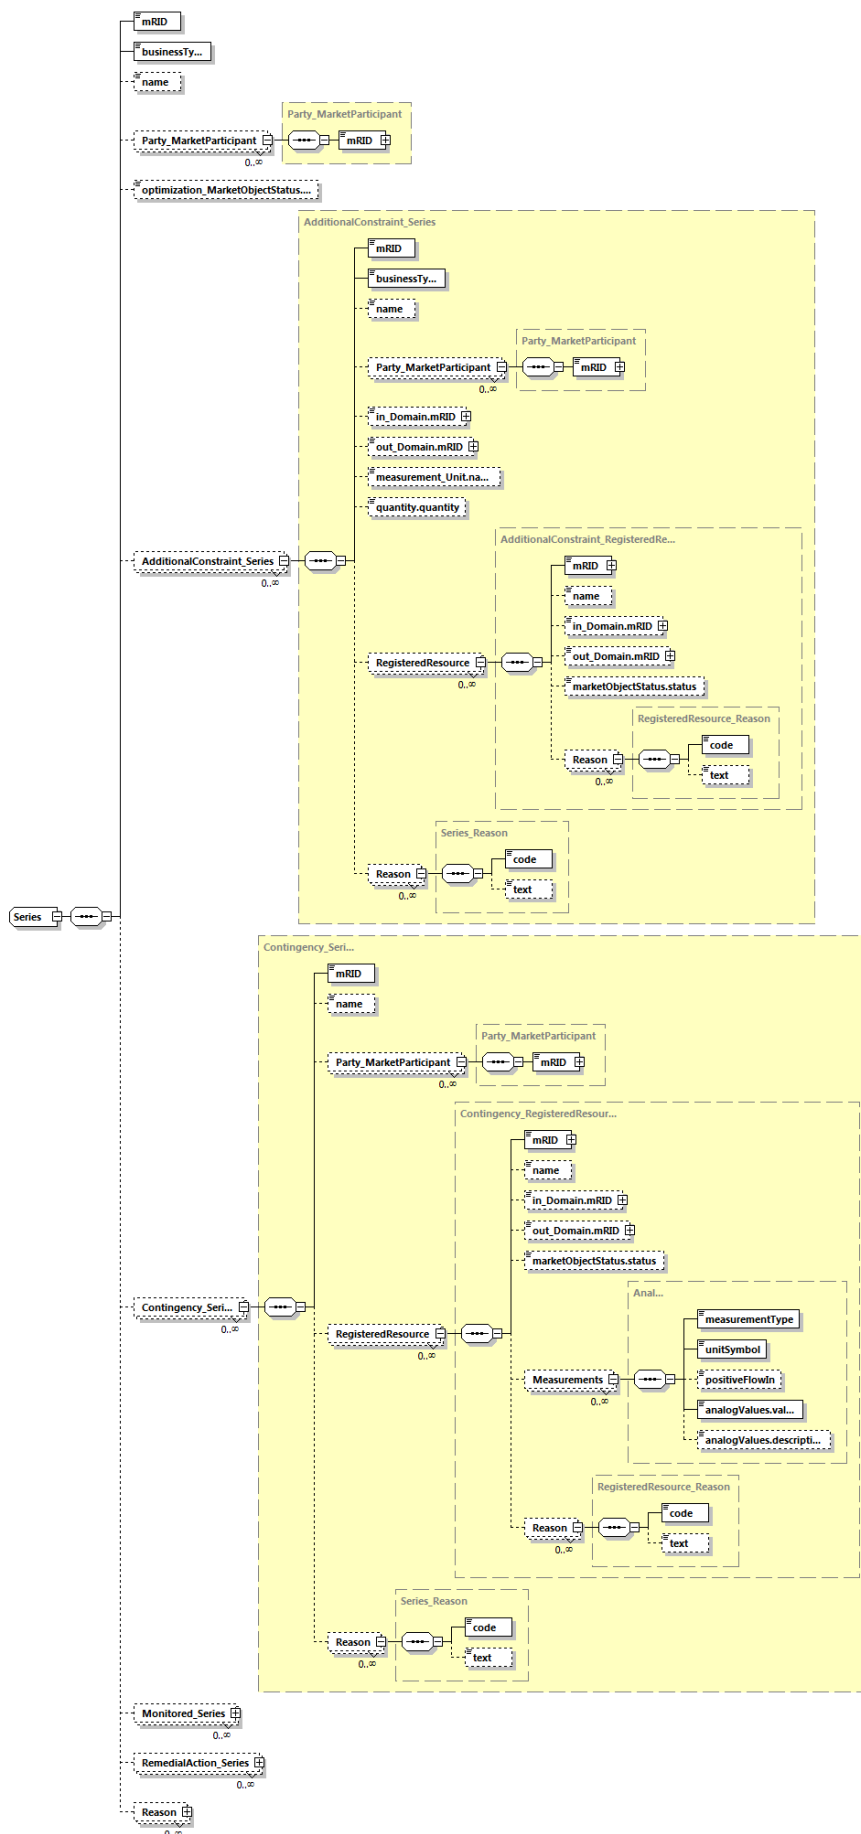 mRID
businessTy...
name
Party_MarketParticipant
Party_MarketParticipant
mRID
0..∞
optimization_MarketObjectStatus....
AdditionalConstraint_Series
mRID
businessTy...
name
Party_MarketParticipant
Party_MarketParticipant
mRID
0..∞
in_Domain.mRID
out_Domain.mRID
measurement_Unit.na...
quantity.quantity
AdditionalConstraint_RegisteredRe...
AdditionalConstraint_Series
0..∞
mRID
name
in_Domain.mRID
out_Domain.mRID
RegisteredResource
0..∞
marketObjectStatus.status
RegisteredResource_Reason
code
Reason
text
0..∞
Series_Reason
code
Reason
text
0..∞
Series
Contingency_Seri...
mRID
name
Party_MarketParticipant
Party_MarketParticipant
mRID
0..∞
Contingency_RegisteredResour...
mRID
name
in_Domain.mRID
out_Domain.mRID
marketObjectStatus.status
Anal...
Contingency_Seri...
0..∞
measurementType
RegisteredResource
0..∞
unitSymbol
Measurements
positiveFlowIn
0..∞
analogValues.val...
analogValues.descripti...
RegisteredResource_Reason
code
Reason
text
0..∞
Series_Reason
code
Reason
text
0..∞
Monitored_Series
0..∞
RemedialAction_Series
0..∞
Reason
0..∞